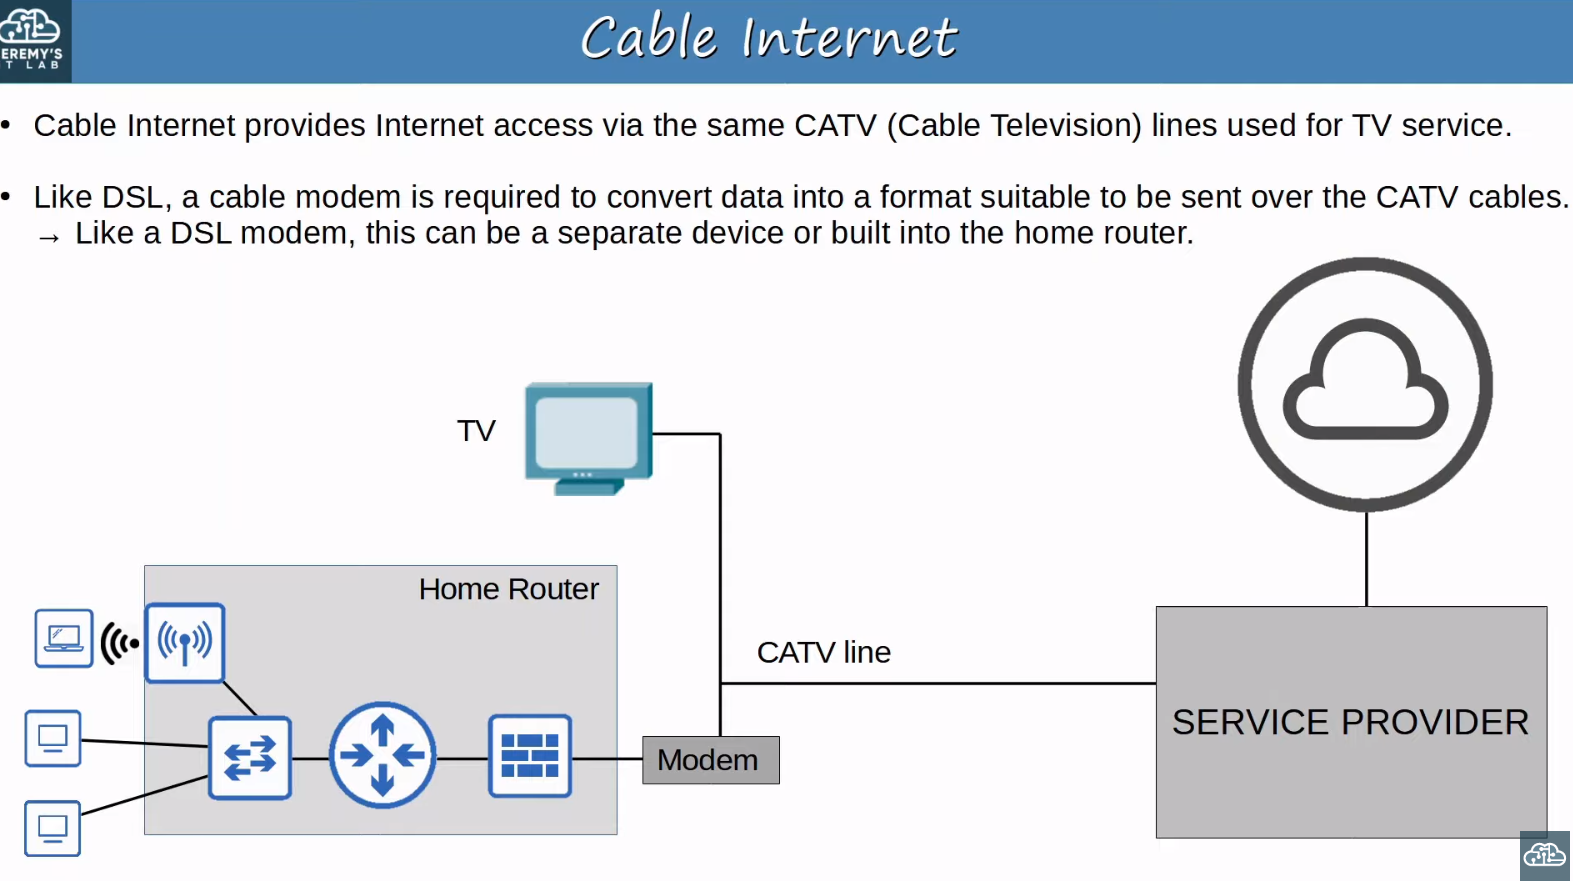 Cable Internet
EREMY'S
T LAB
• Cable Internet provides Internet access via the same CATV (Cable Television) lines used for TV service.
• Like DSL, a cable modem is required to convert data into a format suitable to be sent over the CATV cables.
→ Like a DSL modem, this can be a separate device or built into the home router.
TV
Home Router
CATV line
SERVICE PROVIDER
Modem